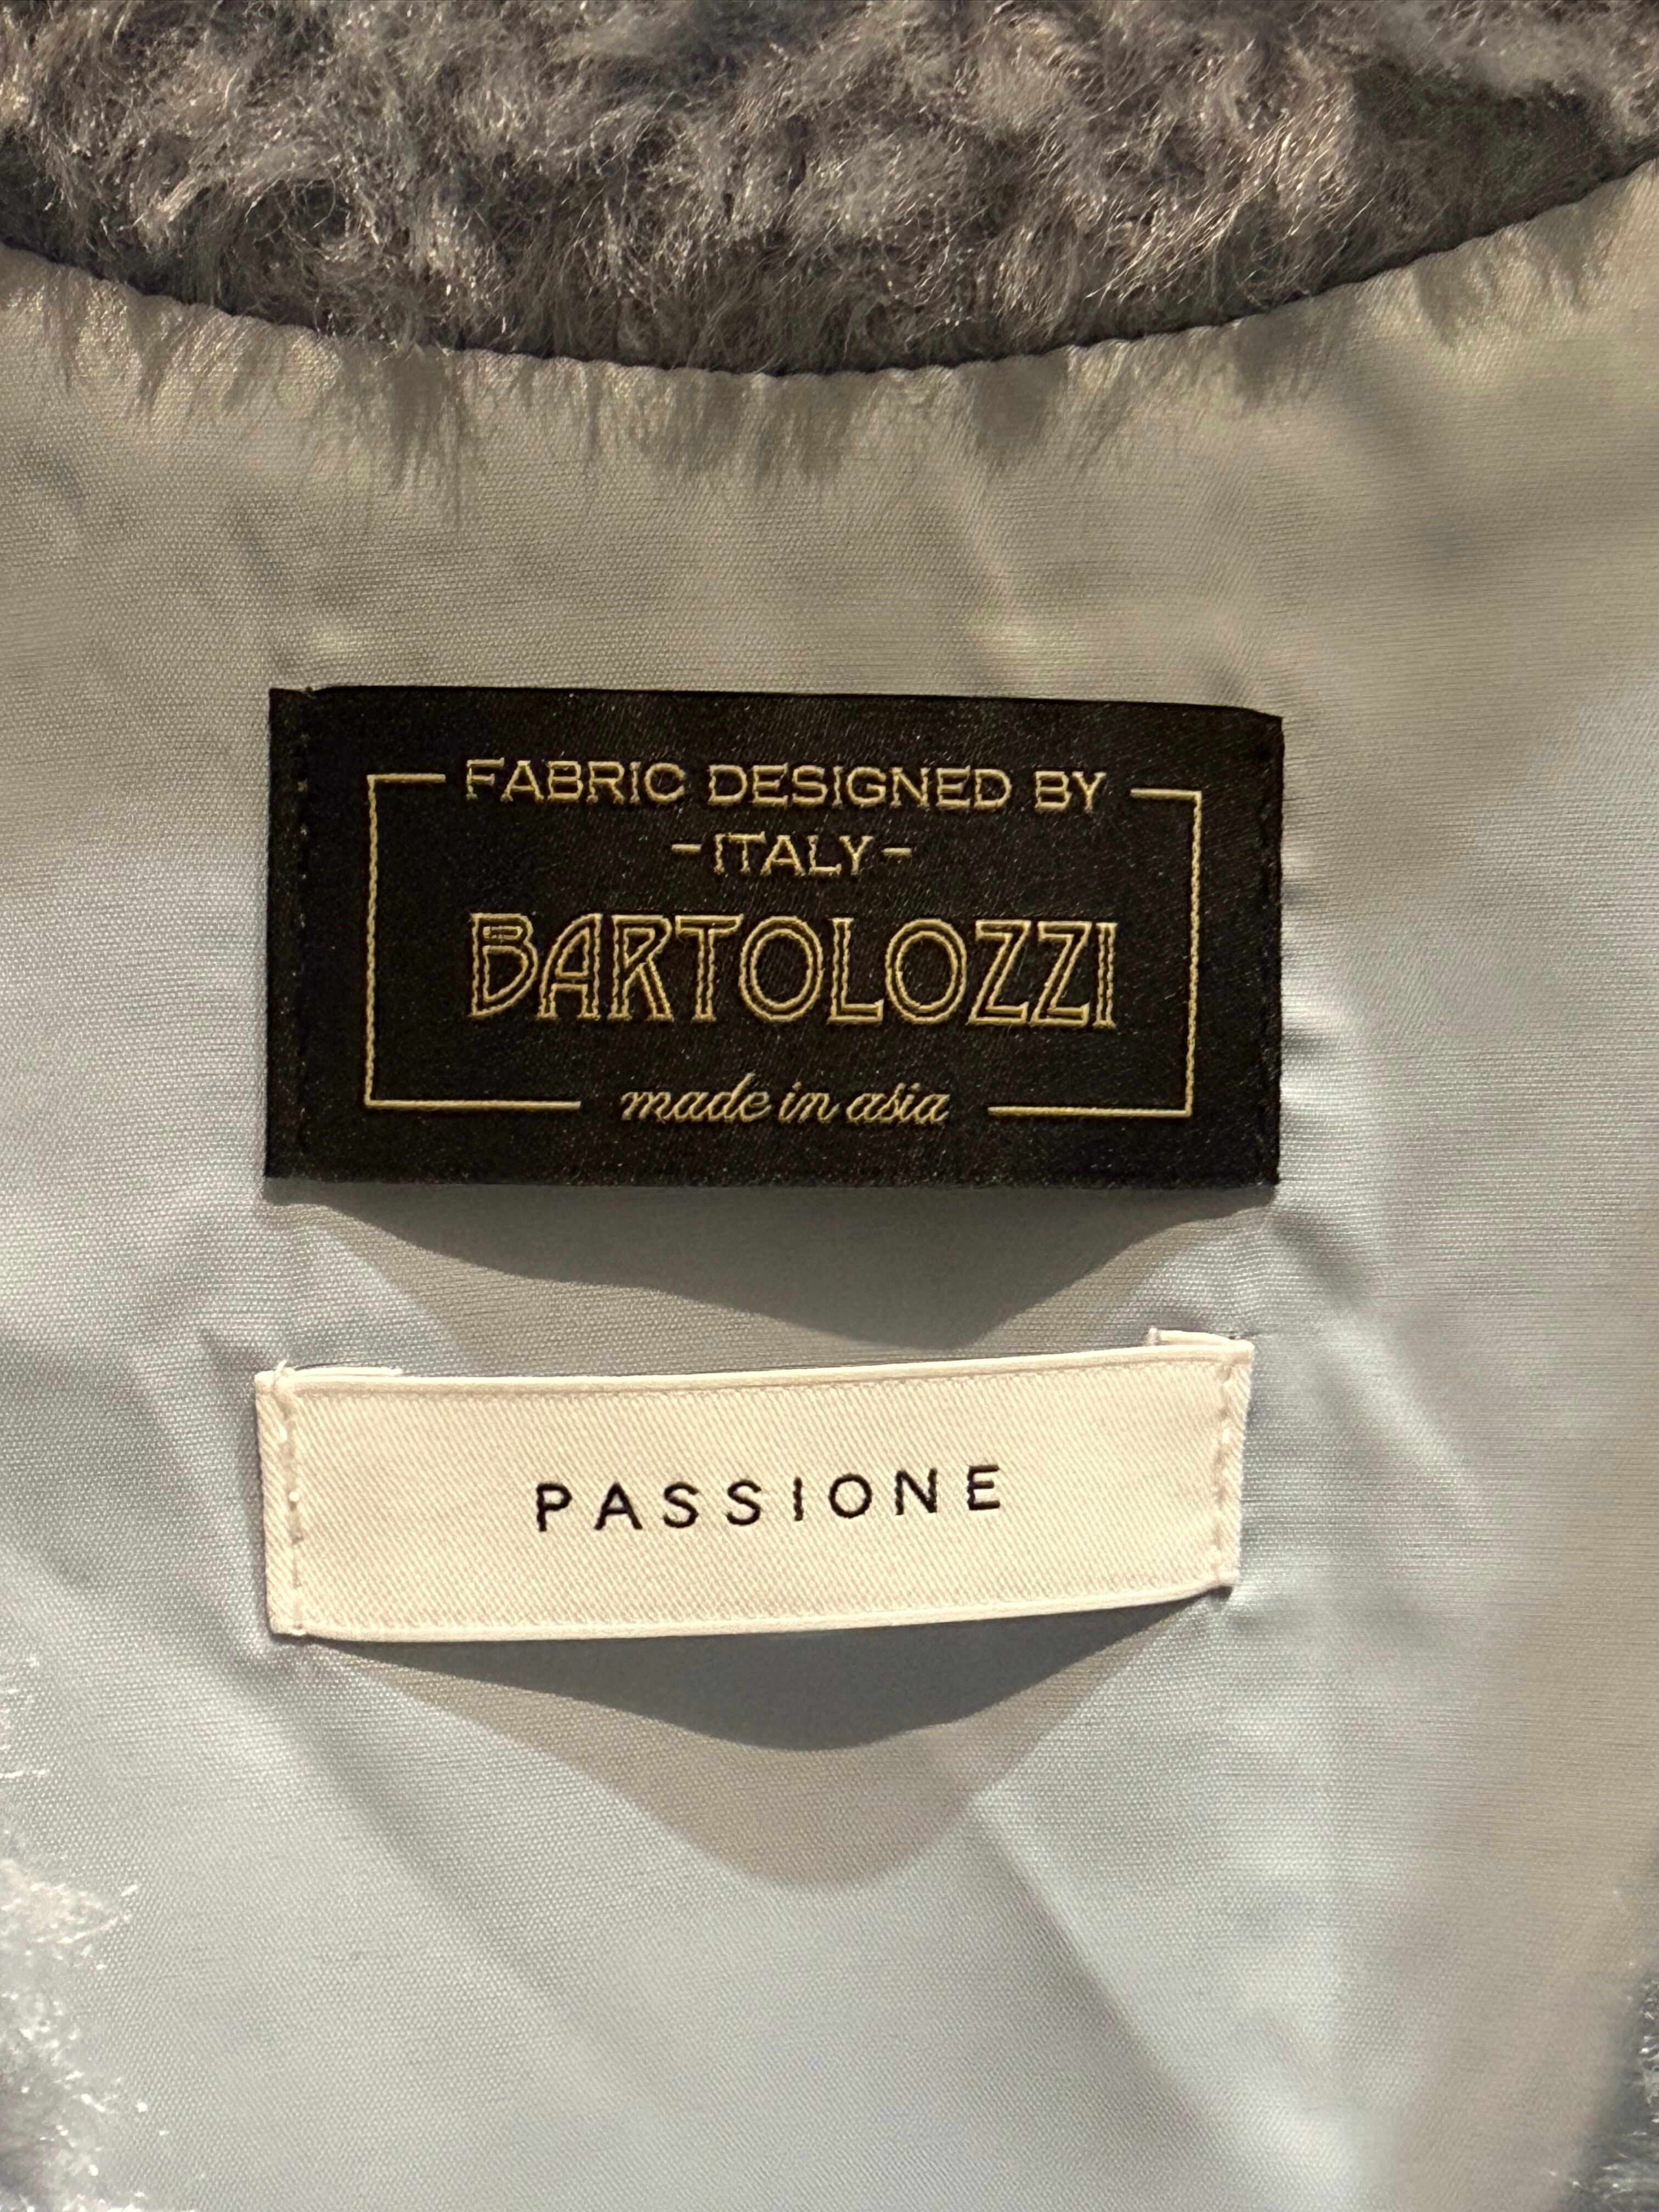 FABRIC DESIGNED BY
-ITALY-
BARTOLOZZI
made in asia
PASSIONE